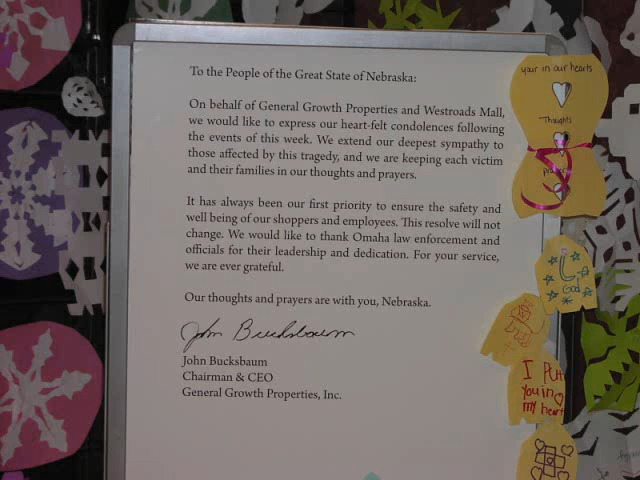 To the People of the Great State of Nebraska:
On behalf of General Growth Properties and Westroads Mall,
we would like to express our heart-felt condolences following
the events of this week. We extend our deepest sympathy to
those affected by this tragedy, and we are keeping each victim
and their families in our thoughts and prayers.
It has always been our first priority to ensure the safety and
well being of our shoppers and employees. This resolve will not
change. We would like to thank Omaha law enforcement and
officials for their leadership and dedication. For your service,
we are ever grateful.
Our thoughts and prayers are with you, Nebraska.
John Bucksbaum
John Bucksbaum
Chairman & CEO
General Growth Properties, Inc.
your in our hearts
Thoughts
God
I Put
you in
my heart